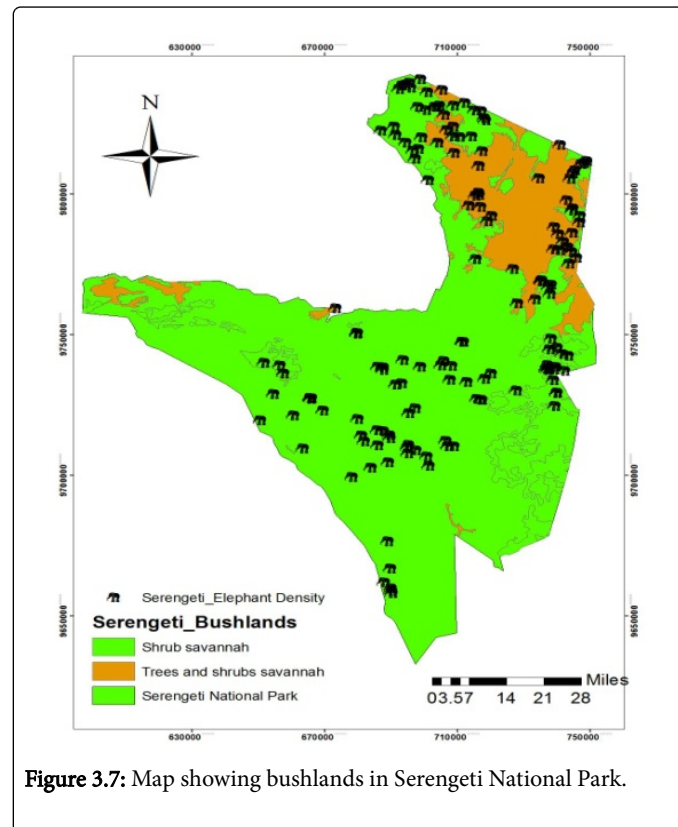 630000 670000 710000 750000
N
9800000 9800000
9750000 9750000
9700000 9700000
9650000 9650000
Serengeti_Elephant Density
Serengeti_Bushlands
Shrub savannah
Trees and shrubs savannah
Serengeti National Park
Miles
03.57 14 21 28
630000 670000 710000 750000
Figure 3.7: Map showing bushlands in Serengeti National Park.